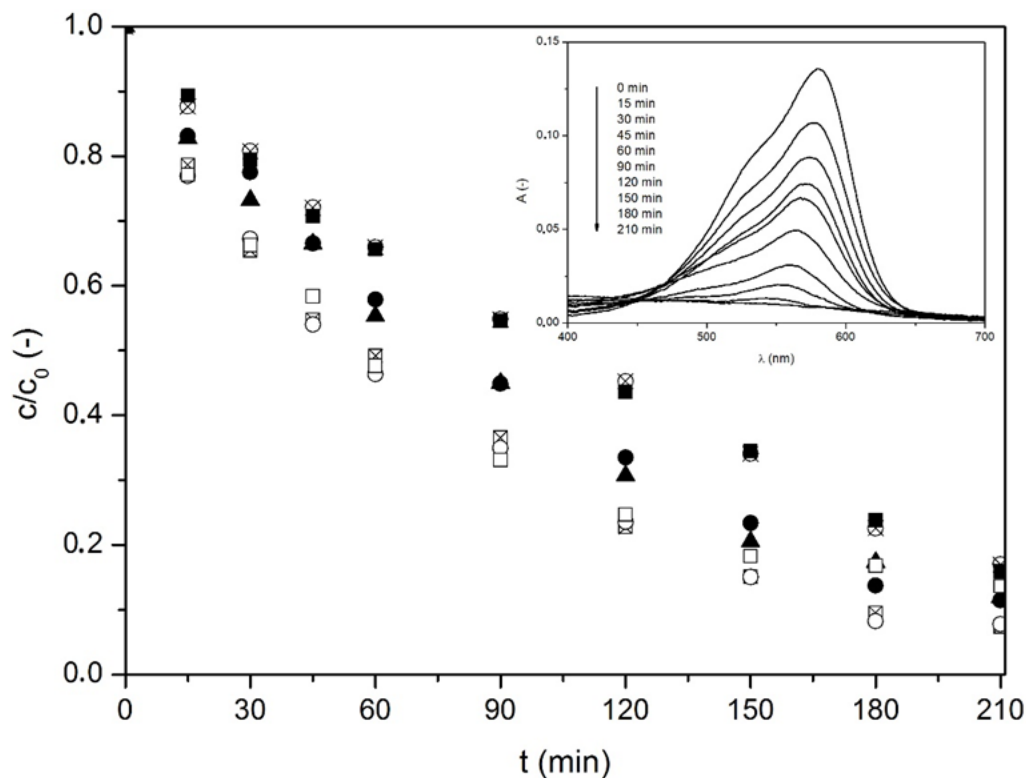 1.0
0.8
0.6
0.4
0.2
0.0
c/c0 (-)
0 30 60 90 120 150 180 210
t (min)
0,15
0,10
0,05
0,00
A (-)
0 min
15 min
30 min
45 min
60 min
90 min
120 min
150 min
180 min
210 min
400 500 600 700
λ (nm)